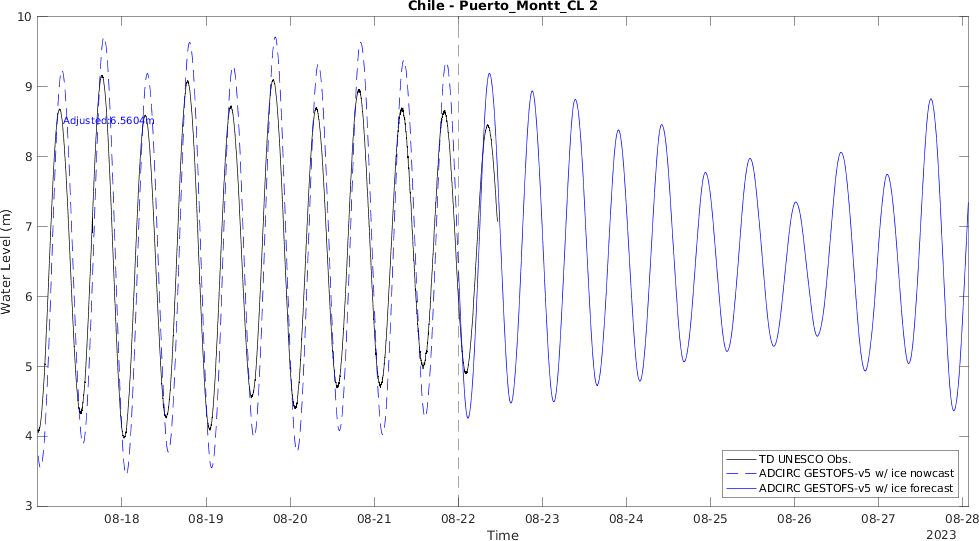 Chile - Puerto_Montt_CL 2
10
9
8
7
6
5
4
3
Water Level (m)
Adjusted:6.5604m
TD UNESCO Obs.
ADCIRC GESTOFS-v5 w/ ice nowcast
ADCIRC GESTOFS-v5 w/ ice forecast
08-18 08-19 08-20 08-21 08-22 08-23 08-24 08-25 08-26 08-27 08-28
Time
2023